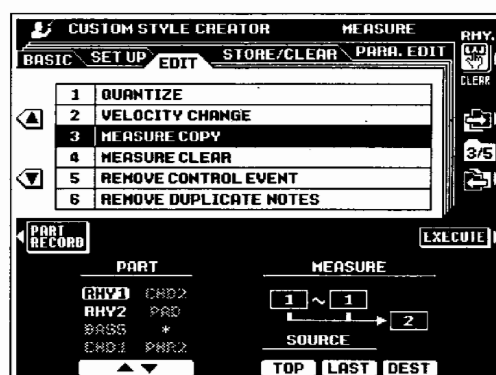 CUSTOM STYLE CREATOR MEASURE
RHY.
BASIC SET UP EDIT STORE/CLEAR PARA. EDIT
CLEAR
1 QUANTIZE
2 VELOCITY CHANGE
3 MEASURE COPY
4 MEASURE CLEAR
5 REMOVE CONTROL EVENT
6 REMOVE DUPLICATE NOTES
3/5
PART RECORD
EXECUTE
PART MEASURE
RHY1 CHD2
RHY2 PAD
BASS *
CHD1 PHR2
1 ~ 1
2
SOURCE
TOP LAST DEST